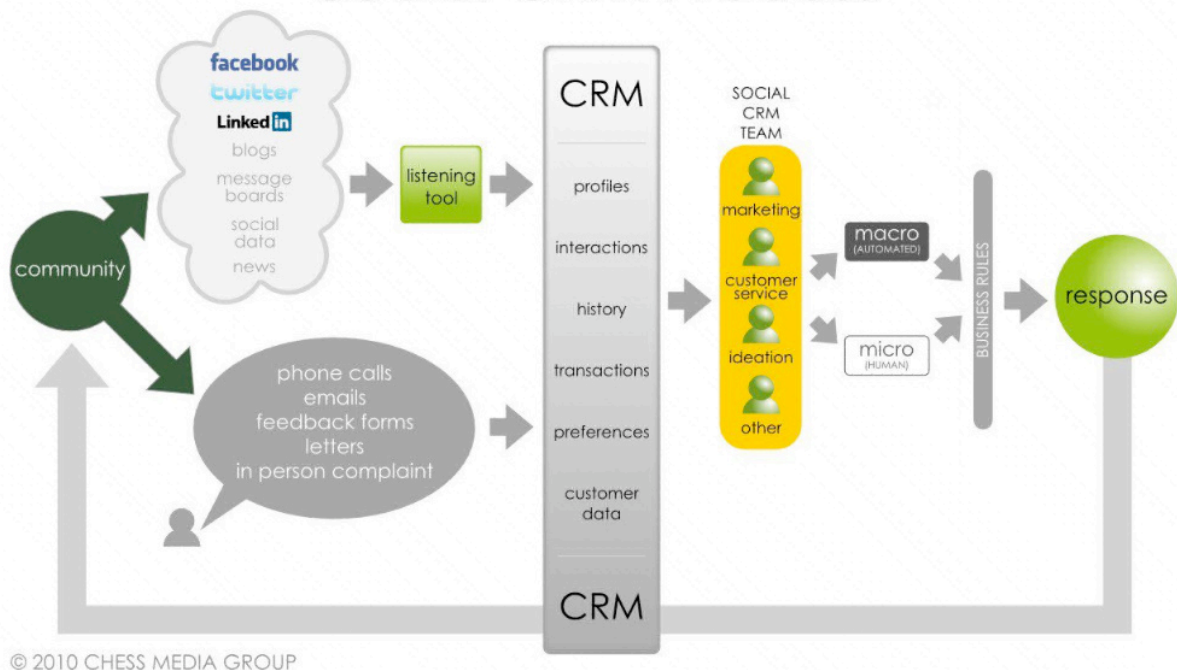 facebook
twitter
Linked in
blogs
message
boards
social
data
news
community
listening
tool
phone calls
emails
feedback forms
letters
in person complaint
CRM
profiles
interactions
history
transactions
preferences
customer
data
CRM
SOCIAL
CRM
TEAM
marketing
customer
service
ideation
other
macro
(AUTOMATED)
micro
(HUMAN)
BUSINESS RULES
response
© 2010 CHESS MEDIA GROUP